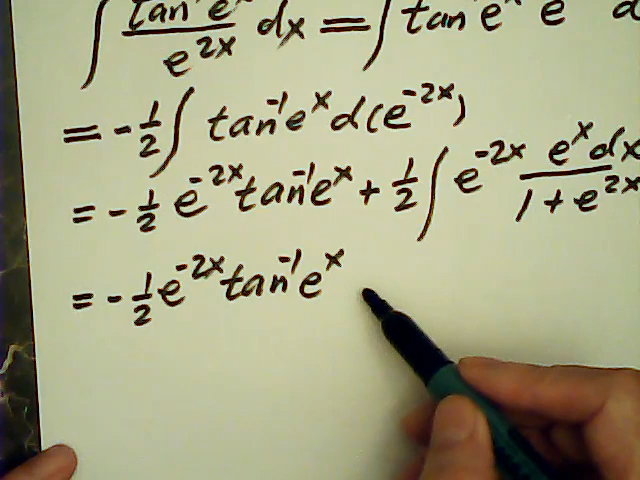 ∫ tan⁻¹eˣ / e²ˣ dx = ∫ tan⁻¹eˣ e d
= -1/2 ∫ tan⁻¹eˣ d(e⁻²ˣ)
= -1/2 e⁻²ˣ tan⁻¹eˣ + 1/2 ∫ e⁻²ˣ eˣdx / 1 + e²ˣ
= -1/2 e⁻²ˣ tan⁻¹eˣ